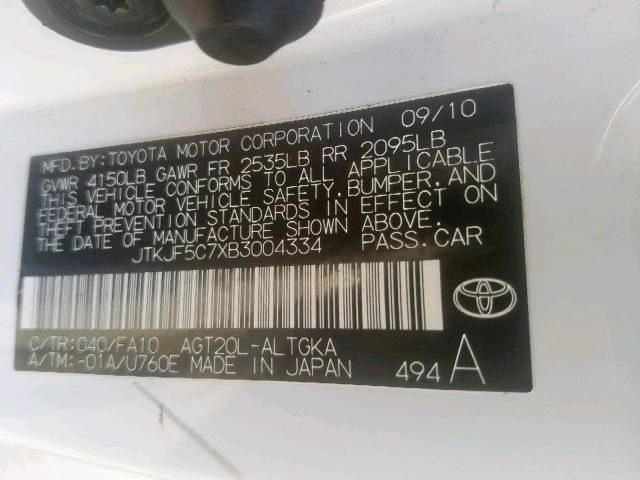 MFD. BY: TOYOTA MOTOR CORPORATION 09/10
GVWR 4150LB GAWR FR 2535LB RR 2095LB
THIS VEHICLE CONFORMS TO ALL APPLICABLE
FEDERAL MOTOR VEHICLE SAFETY, BUMPER, AND
THEFT PREVENTION STANDARDS IN EFFECT ON
THE DATE OF MANUFACTURE SHOWN ABOVE.
JTKJF5C7XB3004334 PASS. CAR
C/TR: 040/FA10 AGT20L-ALTGKA
A/TM: -01A/U760E MADE IN JAPAN 494 A